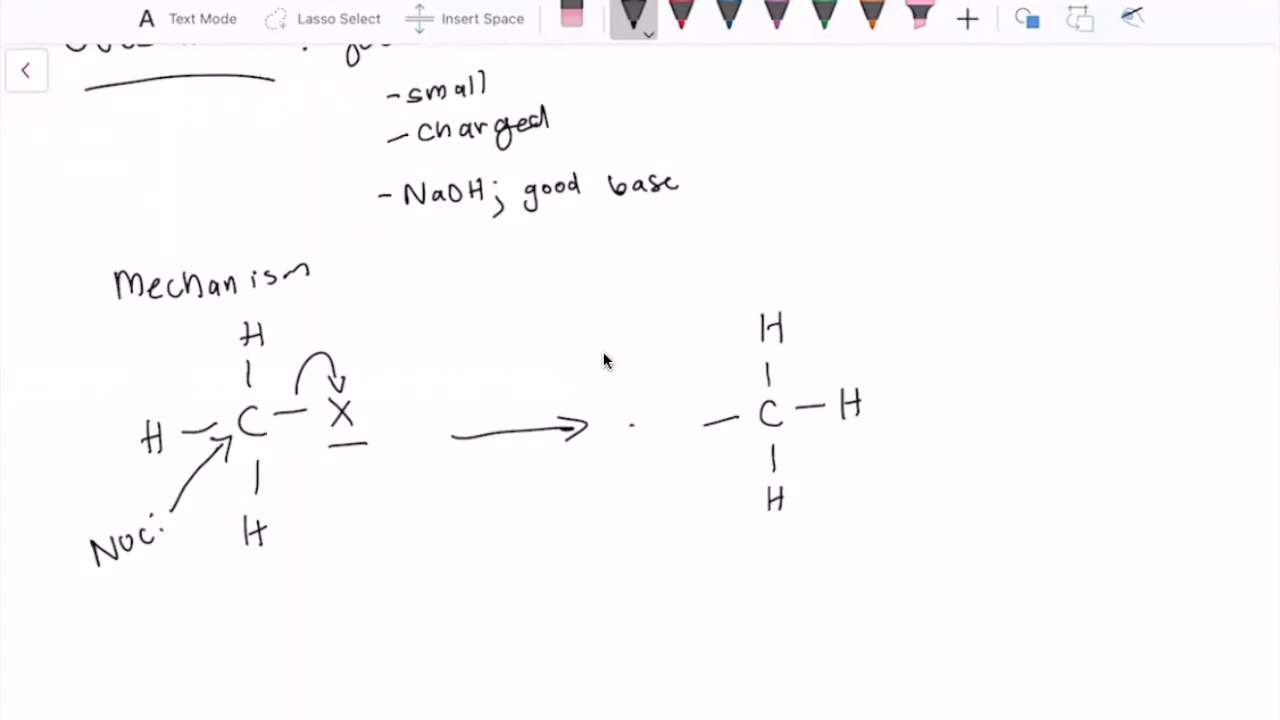 A Text Mode Lasso Select Insert Space
- small
- charged
- NaOH; good base
Mechanism
H
H - C - X
H
Nuc:
H
- C - H
H